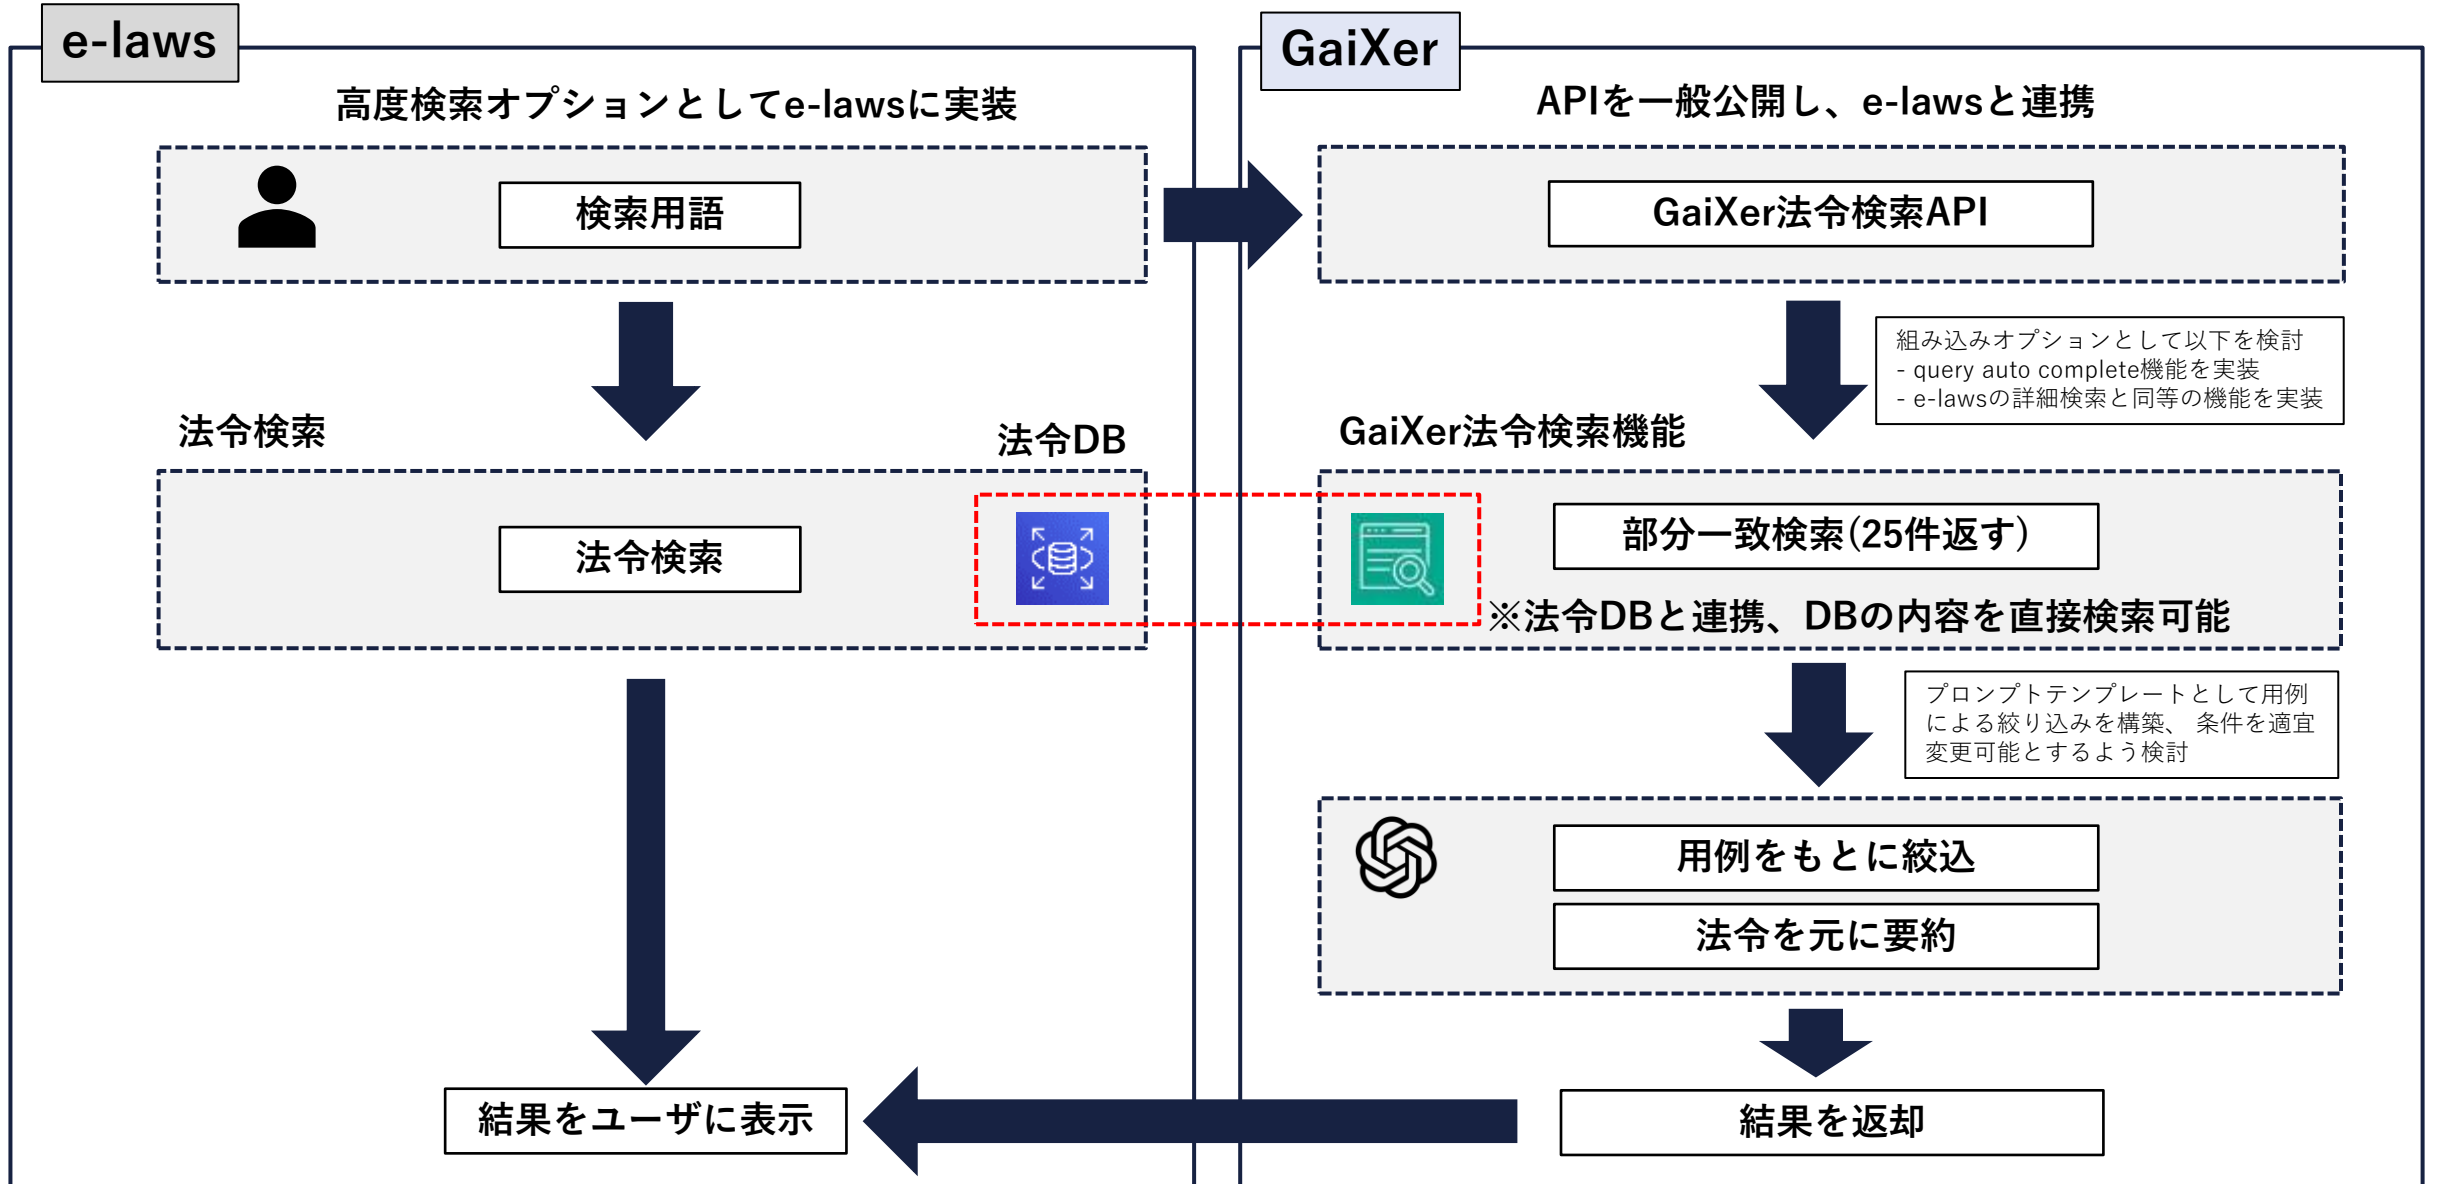 e-laws
高度検索オプションとしてe-lawsに実装
検索用語
法令検索
法令DB
法令検索
結果をユーザに表示
GaiXer
APIを一般公開し、e-lawsと連携
GaiXer法令検索API
組み込みオプションとして以下を検討
- query auto complete機能を実装
- e-lawsの詳細検索と同等の機能を実装
GaiXer法令検索機能
部分一致検索(25件返す)
※法令DBと連携、DBの内容を直接検索可能
プロンプトテンプレートとして用例
による絞り込みを構築、 条件を適宜
変更可能とするよう検討
用例をもとに絞込
法令を元に要約
結果を返却